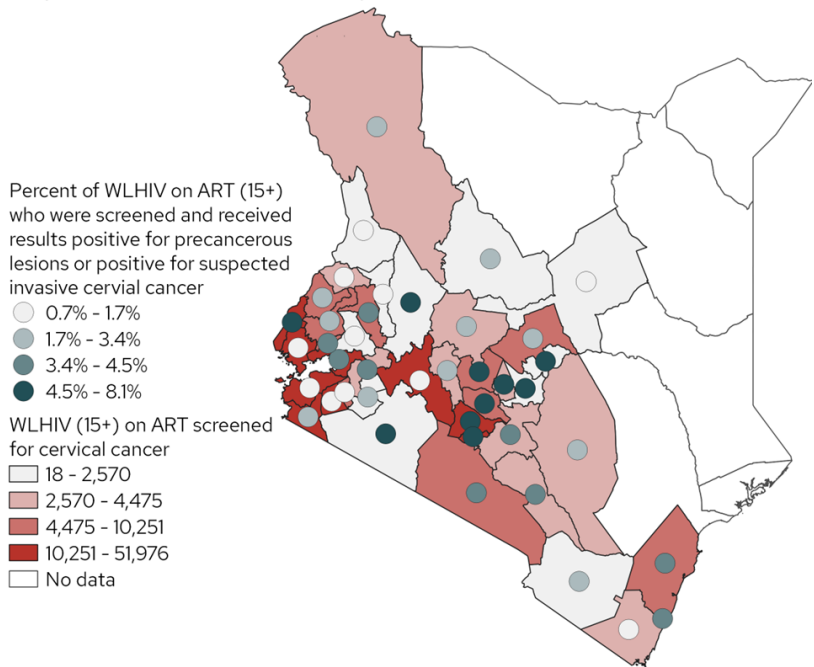 Percent of WLHIV on ART (15+)
who were screened and received
results positive for precancerous
lesions or positive for suspected
invasive cervial cancer
0.7% - 1.7%
1.7% - 3.4%
3.4% - 4.5%
4.5% - 8.1%
WLHIV (15+) on ART screened
for cervical cancer
18 - 2,570
2,570 - 4,475
4,475 - 10,251
10,251 - 51,976
No data